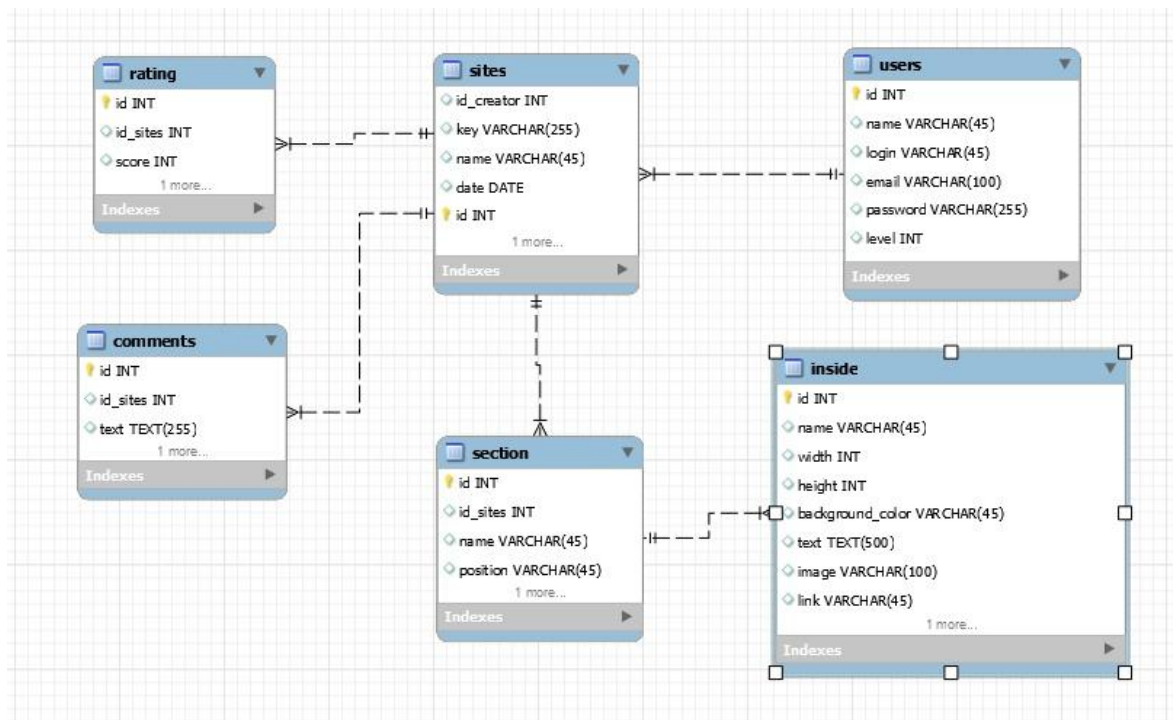 rating
id INT
id_sites INT
score INT
1 more...
Indexes
sites
id_creator INT
key VARCHAR(255)
name VARCHAR(45)
date DATE
id INT
1 more...
Indexes
users
id INT
name VARCHAR(45)
login VARCHAR(45)
email VARCHAR(100)
password VARCHAR(255)
level INT
Indexes
comments
id INT
id_sites INT
text TEXT(255)
1 more...
Indexes
section
id INT
id_sites INT
name VARCHAR(45)
position VARCHAR(45)
1 more...
Indexes
inside
id INT
name VARCHAR(45)
width INT
height INT
background_color VARCHAR(45)
text TEXT(500)
image VARCHAR(100)
link VARCHAR(45)
1 more...
Indexes